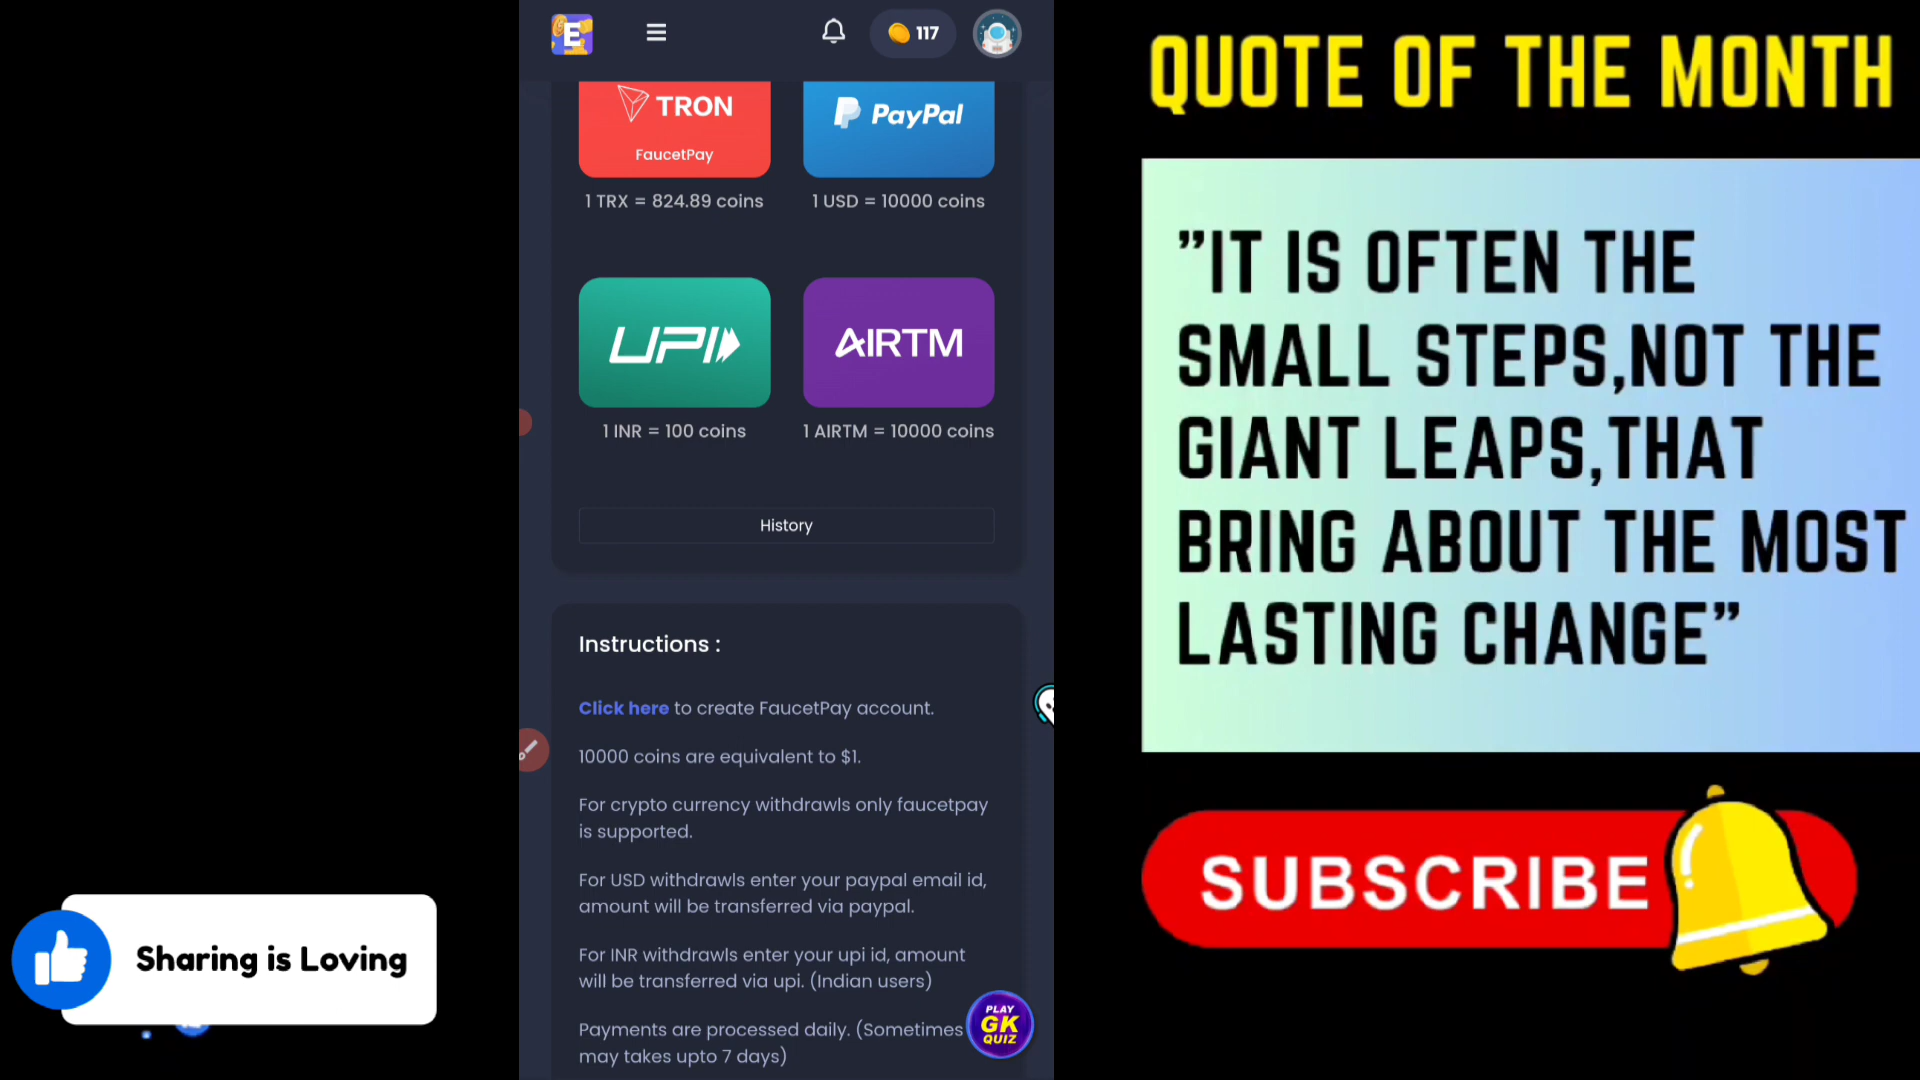 E
117
TRON
FaucetPay
1 TRX = 824.89 coins
PayPal
1 USD = 10000 coins
UPI
1 INR = 100 coins
AIRTM
1 AIRTM = 10000 coins
History
Instructions :
Click here to create FaucetPay account.
10000 coins are equivalent to $1.
For crypto currency withdrawls only faucetpay
is supported.
For USD withdrawls enter your paypal email id,
amount will be transferred via paypal.
For INR withdrawls enter your upi id, amount
will be transferred via upi. (Indian users)
Payments are processed daily. (Sometimes
may takes upto 7 days)
PLAY
GK
QUIZ
Sharing is Loving
QUOTE OF THE MONTH
"IT IS OFTEN THE
SMALL STEPS,NOT THE
GIANT LEAPS,THAT
BRING ABOUT THE MOST
LASTING CHANGE"
SUBSCRIBE